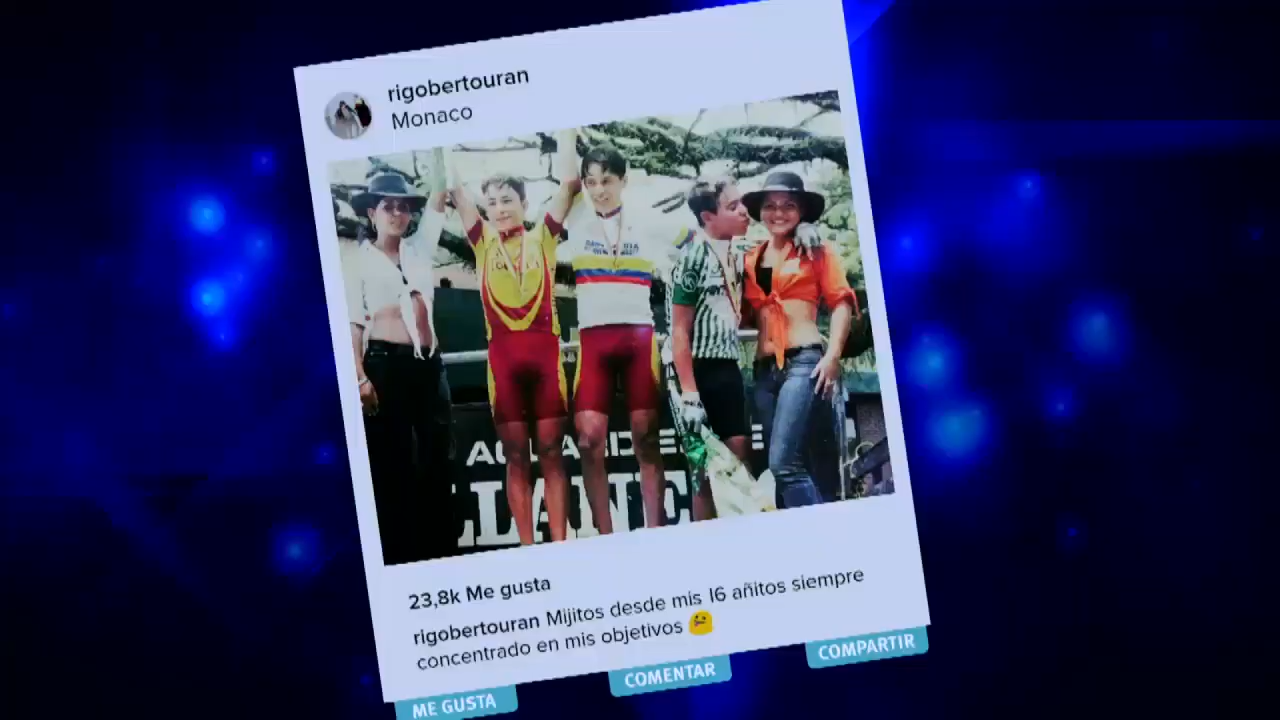 rigobertouran
Monaco
LLANE
23,8k Me gusta
rigobertouran Mijitos desde mis 16 añitos siempre
concentrado en mis objetivos
ME GUSTA
COMENTAR
COMPARTIR